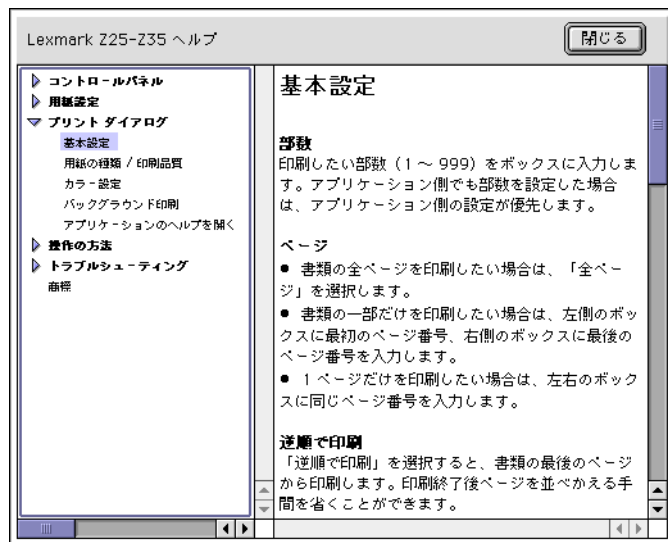 Lexmark Z25-Z35 ヘルプ
閉じる
コントロールパネル
用紙設定
プリント ダイアログ
基本設定
用紙の種類 / 印刷品質
カラー設定
バックグラウンド印刷
アプリケーションのヘルプを開く
操作の方法
トラブルシューティング
商標
基本設定
部数
印刷したい部数（1 ～ 999）をボックスに入力しま
す。アプリケーション側でも部数を設定した場合
は、アプリケーション側の設定が優先します。
ページ
● 書類の全ページを印刷したい場合は、「全ペー
ジ」を選択します。
● 書類の一部だけを印刷したい場合は、左側のボッ
クスに最初のページ番号、右側のボックスに最後の
ページ番号を入力します。
● 1 ページだけを印刷したい場合は、左右のボック
スに同じページ番号を入力します。
逆順で印刷
「逆順で印刷」を選択すると、書類の最後のページ
から印刷します。印刷終了後ページを並べかえる手
間を省くことができます。